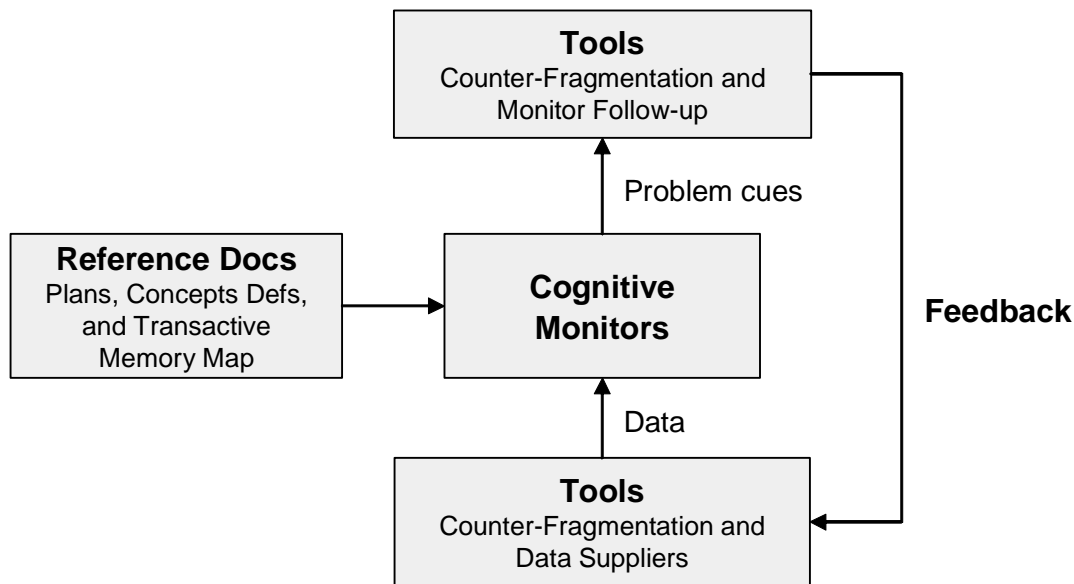 Tools
Counter-Fragmentation and
Monitor Follow-up
Problem cues
Reference Docs
Plans, Concepts Defs,
and Transactive
Memory Map
Cognitive
Monitors
Feedback
Data
Tools
Counter-Fragmentation and
Data Suppliers